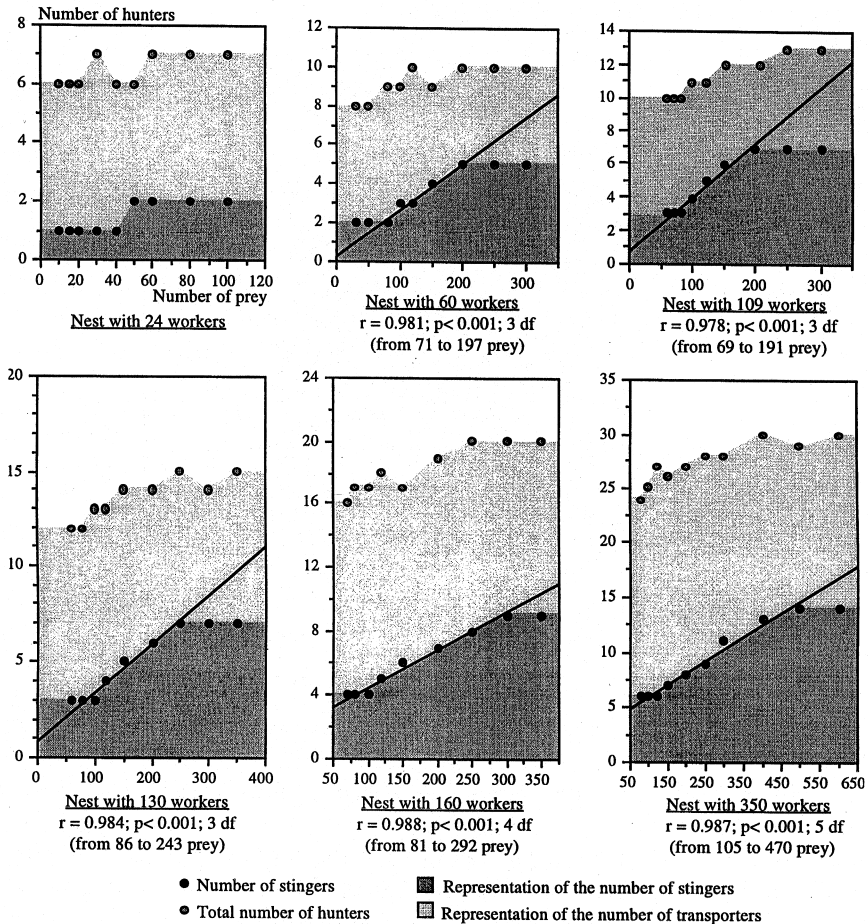 Number of hunters
8
6
4
2
0
0 20 40 60 80 100 120
Number of prey
Nest with 24 workers
12
10
8
6
4
2
0
0 100 200 300
Nest with 60 workers
r = 0.981; p< 0.001; 3 df
(from 71 to 197 prey)
14
12
10
8
6
4
2
0
0 100 200 300
Nest with 109 workers
r = 0.978; p< 0.001; 3 df
(from 69 to 191 prey)
20
15
10
5
0
0 100 200 300 400
Nest with 130 workers
r = 0.984; p< 0.001; 3 df
(from 86 to 243 prey)
24
20
16
12
8
4
0
50 100 150 200 250 300 350
Nest with 160 workers
r = 0.988; p< 0.001; 4 df
(from 81 to 292 prey)
35
30
25
20
15
10
5
0
50 150 250 350 450 550 650
Nest with 350 workers
r = 0.987; p< 0.001; 5 df
(from 105 to 470 prey)
Number of stingers
Representation of the number of stingers
Total number of hunters
Representation of the number of transporters